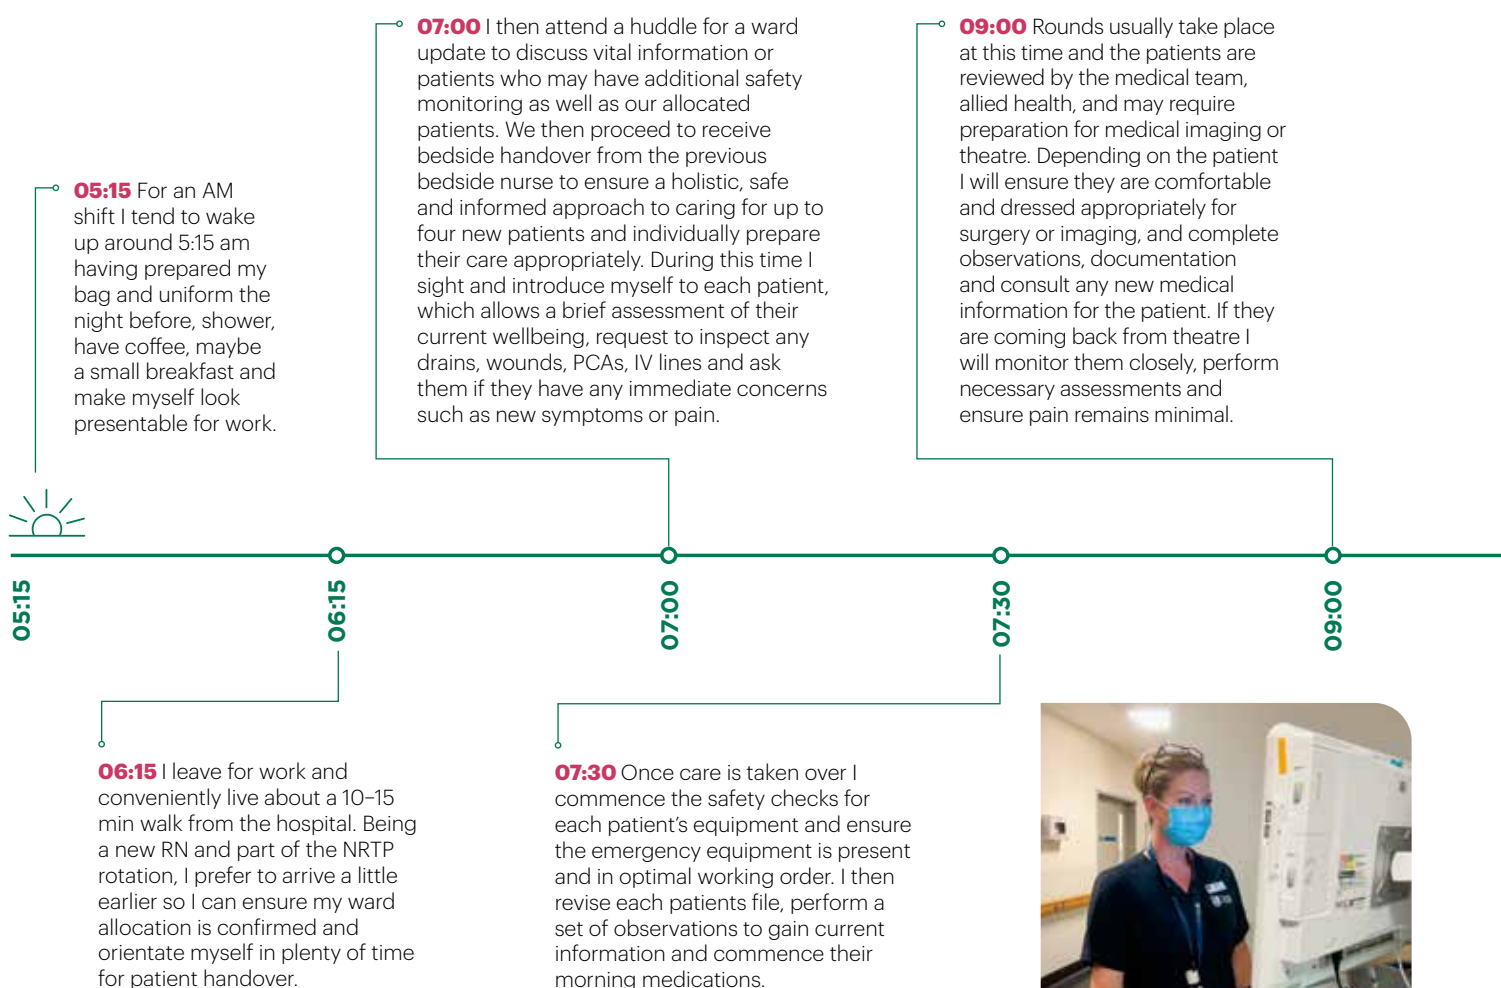 05:15 For an AM
shift I tend to wake
up around 5:15 am
having prepared my
bag and uniform the
night before, shower,
have coffee, maybe
a small breakfast and
make myself look
presentable for work.
07:00 I then attend a huddle for a ward
update to discuss vital information or
patients who may have additional safety
monitoring as well as our allocated
patients. We then proceed to receive
bedside handover from the previous
bedside nurse to ensure a holistic, safe
and informed approach to caring for up to
four new patients and individually prepare
their care appropriately. During this time I
sight and introduce myself to each patient,
which allows a brief assessment of their
current wellbeing, request to inspect any
drains, wounds, PCAs, IV lines and ask
them if they have any immediate concerns
such as new symptoms or pain.
09:00 Rounds usually take place
at this time and the patients are
reviewed by the medical team,
allied health, and may require
preparation for medical imaging or
theatre. Depending on the patient
I will ensure they are comfortable
and dressed appropriately for
surgery or imaging, and complete
observations, documentation
and consult any new medical
information for the patient. If they
are coming back from theatre I
will monitor them closely, perform
necessary assessments and
ensure pain remains minimal.
05:15
06:15
07:00
07:30
09:00
06:15 I leave for work and
conveniently live about a 10–15
min walk from the hospital. Being
a new RN and part of the NRTP
rotation, I prefer to arrive a little
earlier so I can ensure my ward
allocation is confirmed and
orientate myself in plenty of time
for patient handover.
07:30 Once care is taken over I
commence the safety checks for
each patient's equipment and ensure
the emergency equipment is present
and in optimal working order. I then
revise each patients file, perform a
set of observations to gain current
information and commence their
morning medications.